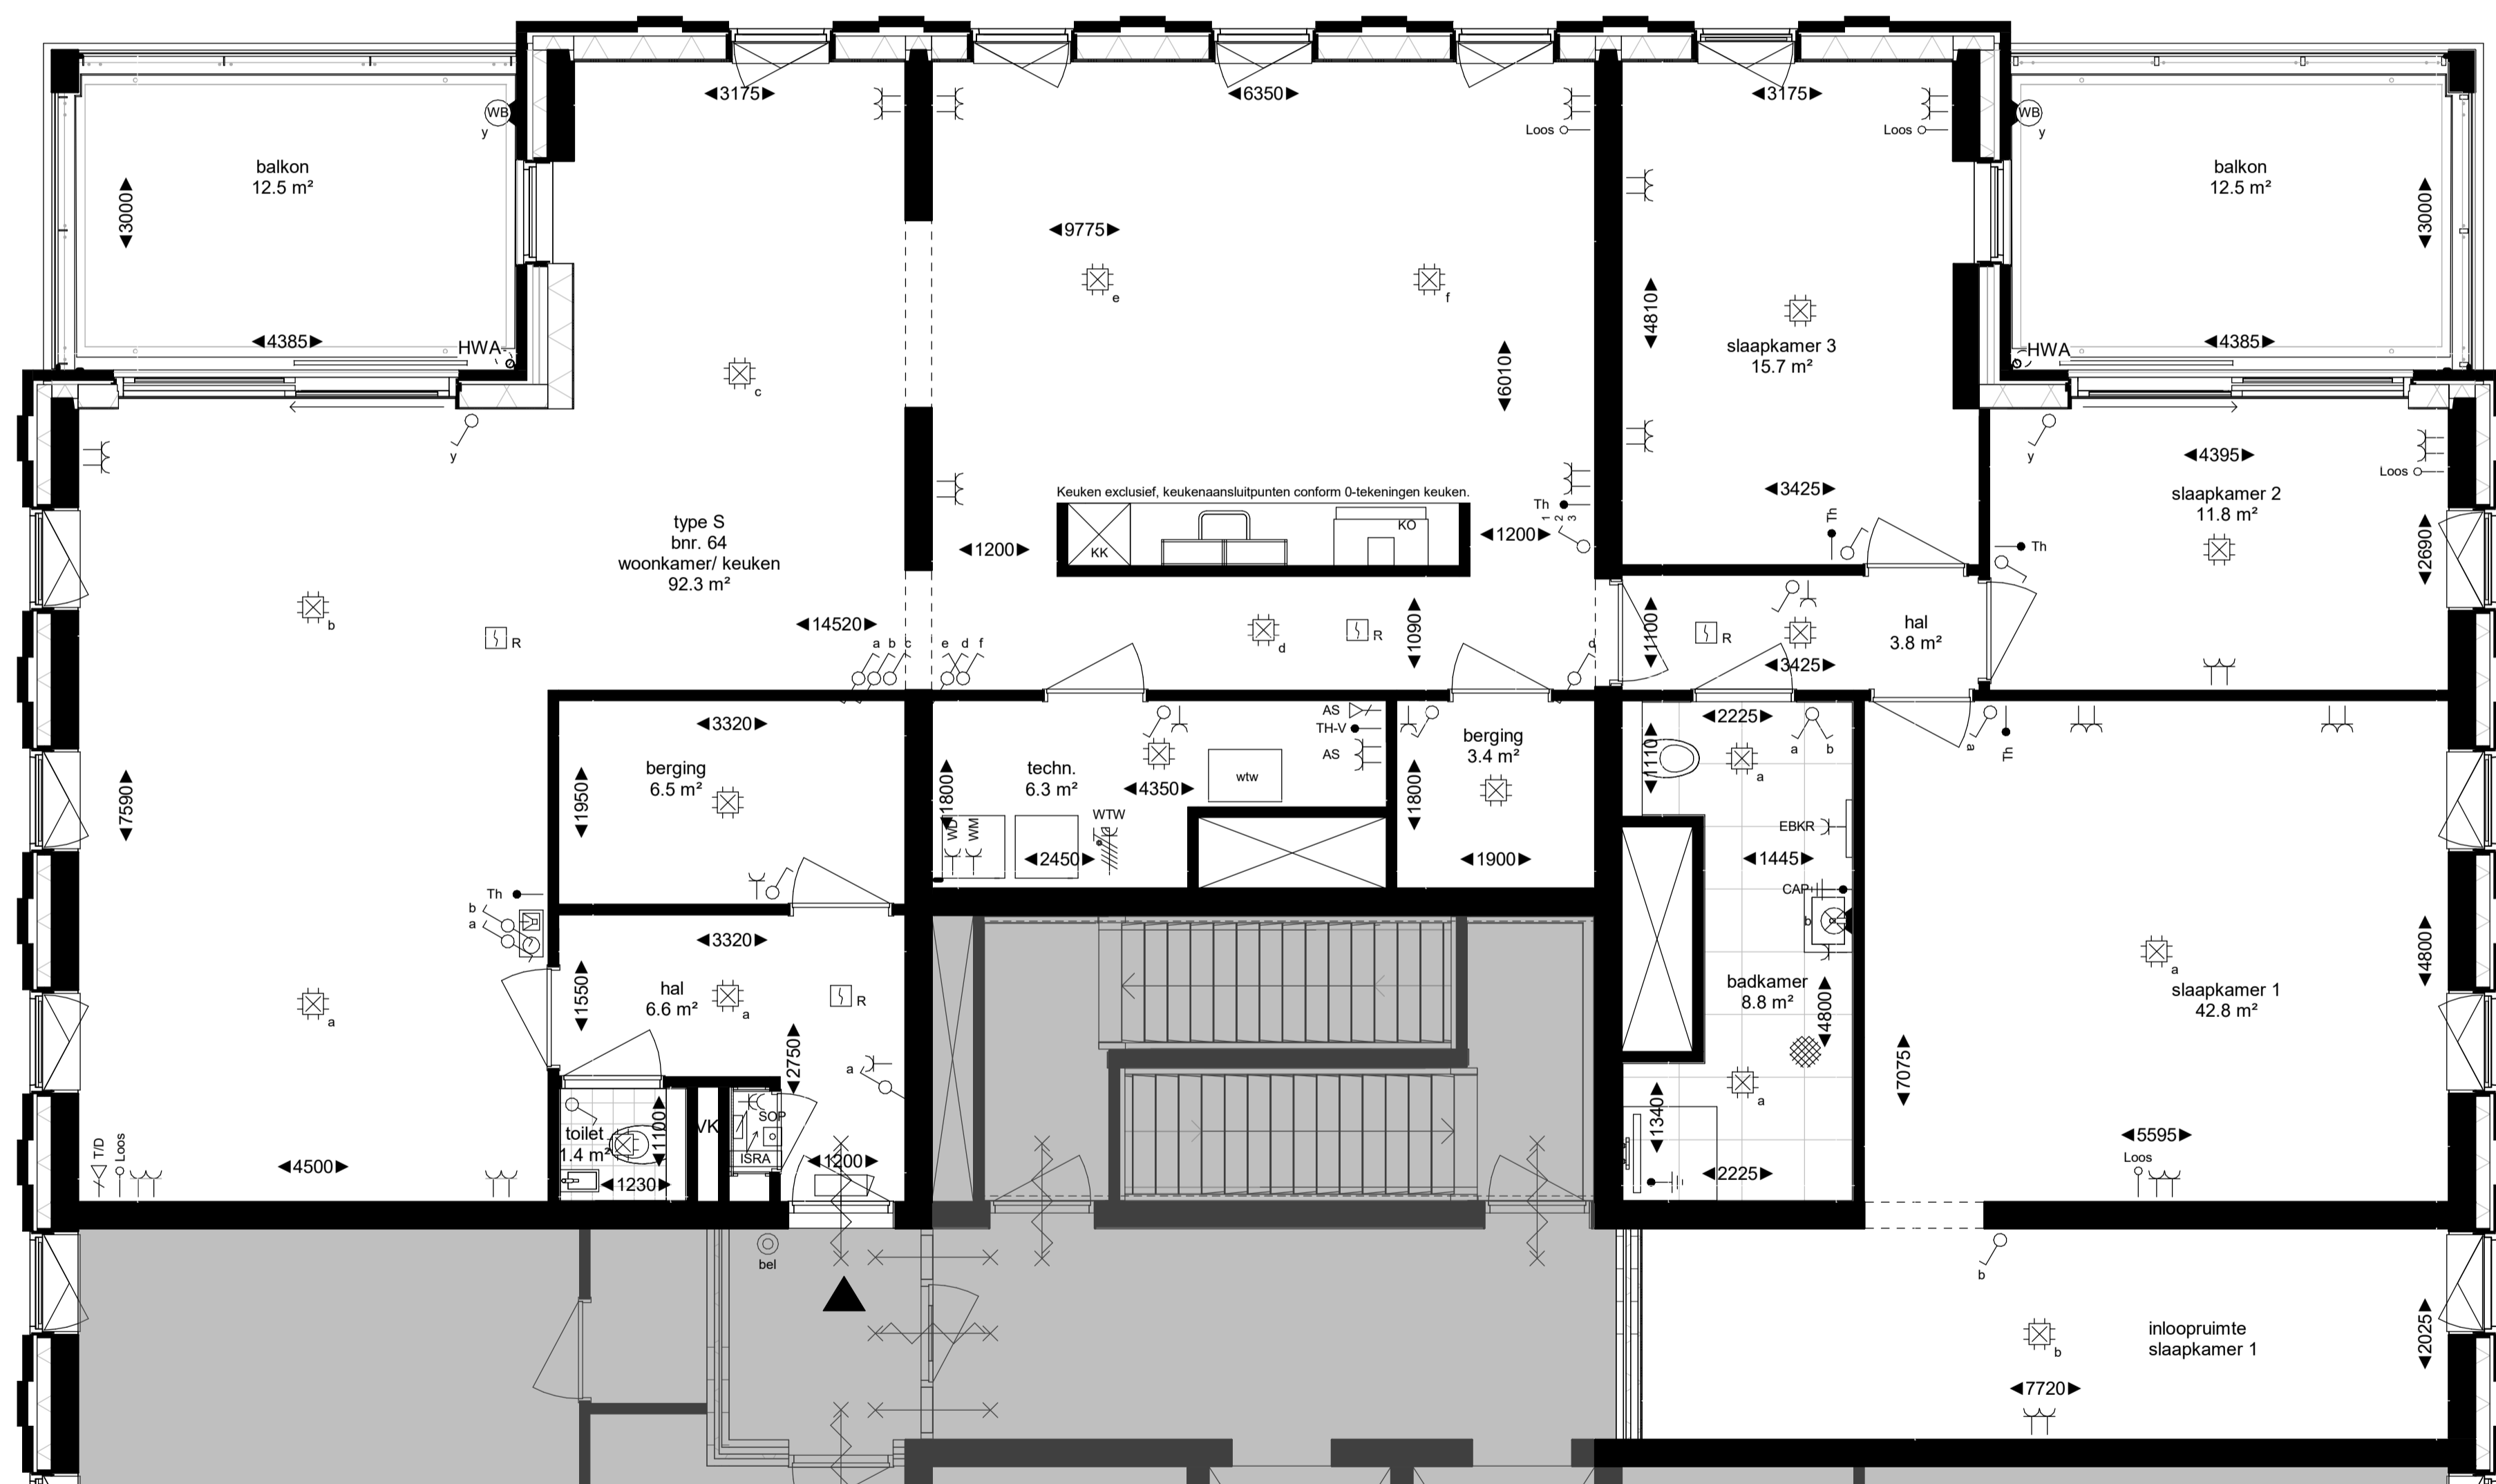 ◄3175►
◄6350►
◄3175►
WB
y
WB
y
Loos
Loos
balkon
12.5 m²
balkon
12.5 m²
3000
3000
◄9775►
e
f
4810
◄4385►
HWA
slaapkamer 3
15.7 m²
◄4385►
HWA
c
6010
y
y
◄4395►
Loos
Keuken exclusief, keukenaansluitpunten conform 0-tekeningen keuken.
◄3425►
slaapkamer 2
11.8 m²
Th
1
2
3
Th
type S
bnr. 64
woonkamer/ keuken
92.3 m²
◄1200►
KK
KO
◄1200►
Th
2690
b
R
◄14520►
a b c
e d f
d
R
1090
d
1100
R
hal
3.8 m²
◄3425►
◄3320►
AS
TH-V
AS
berging
3.4 m²
◄2225►
1110
a
a b
a
Th
berging
6.5 m²
1950
techn.
6.3 m²
1800
◄4350►
wtw
1800
7590
WD
WM
WTW
◄2450►
◄1900►
EBKR
◄1445►
Th
b
a
CAP
b
◄3320►
4800
a
slaapkamer 1
42.8 m²
hal
6.6 m²
1550
a
R
badkamer
8.8 m²
4800
a
2750
a
7075
a
toilet
1.4 m²
1100
VK
SOP
ISRA
1340
T/D
Loos
◄4500►
◄1230►
◄1200►
◄2225►
◄5595►
Loos
bel
b
b
inloopruimte
slaapkamer 1
2025
◄7720►